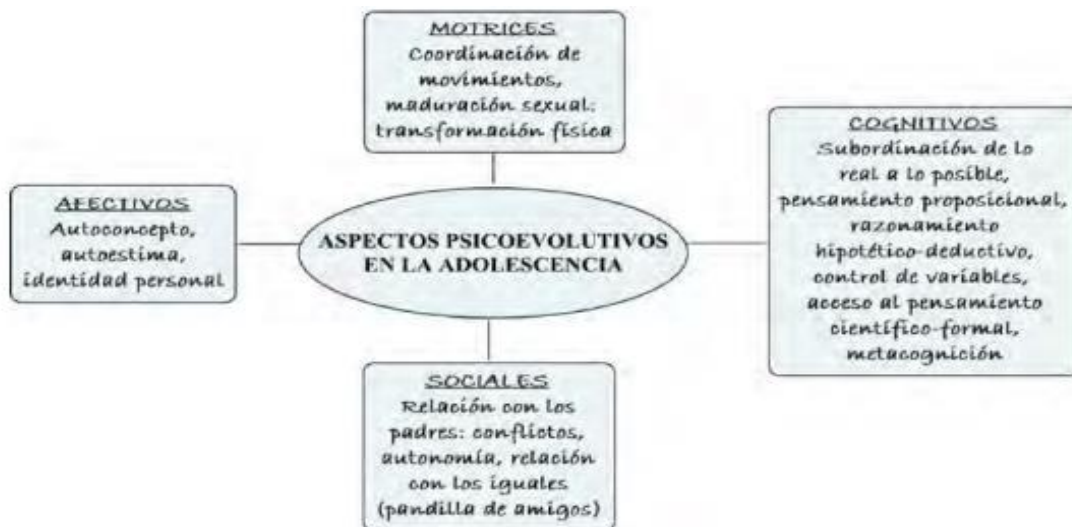 MOTRICES
Coordinación de
movimientos,
maduración sexual:
transformación física
COGNITIVOS
Subordinación de lo
real a lo posible,
pensamiento proposicional,
razonamiento
hipotético-deductivo,
control de variables,
acceso al pensamiento
científico-formal,
metacognición
AFECTIVOS
Autoconcepto,
autoestima,
identidad personal
ASPECTOS PSICOEVOLUTIVOS
EN LA ADOLESCENCIA
SOCIALES
Relación con los
padres: conflictos,
autonomía, relación
con los iguales
(pandilla de amigos)